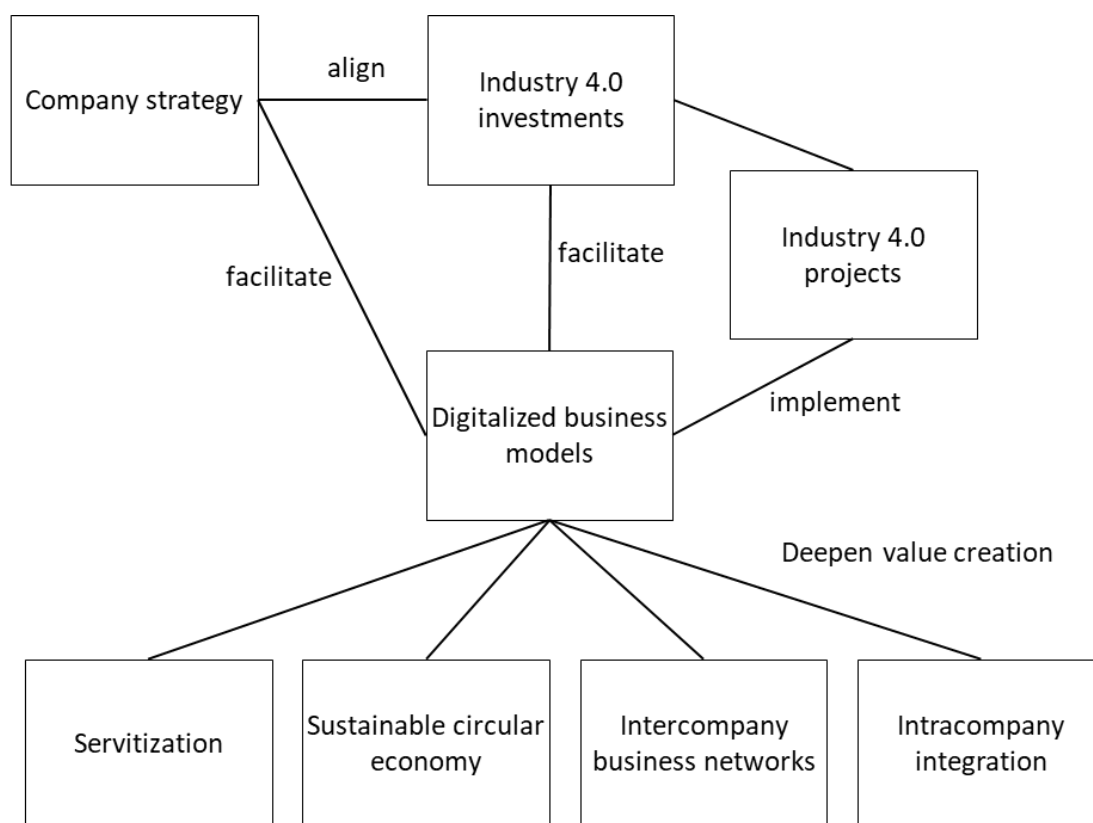 align
Company strategy
Industry 4.0
investments
Industry 4.0
projects
facilitate
facilitate
implement
Digitalized business
models
Deepen value creation
Servitization
Sustainable circular
economy
Intercompany
business networks
Intracompany
integration